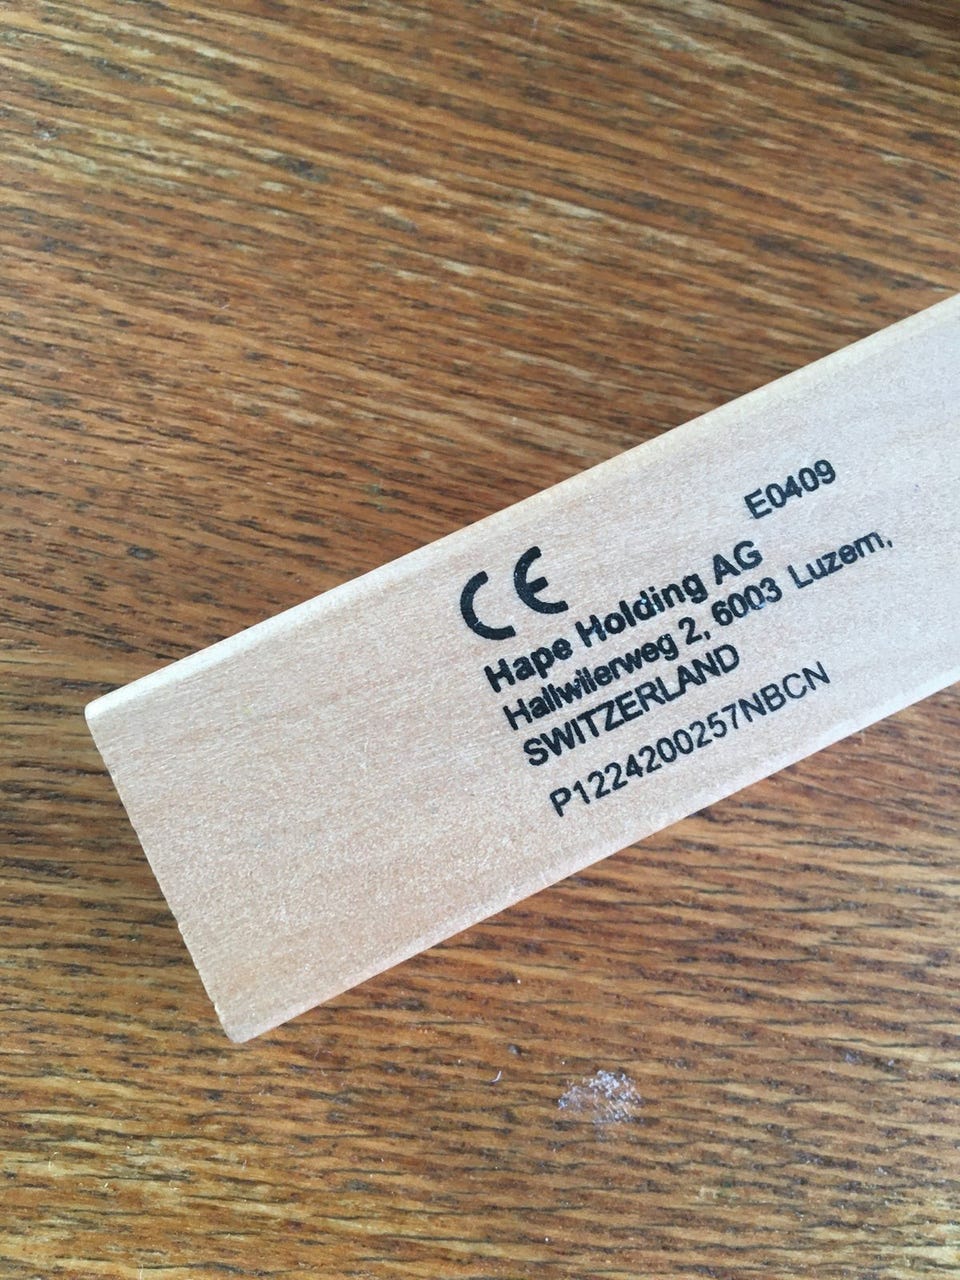 E0409
CE
Hape Holding AG
Hallwilerweg 2, 6003 Luzern,
SWITZERLAND
P1224200257NBCN